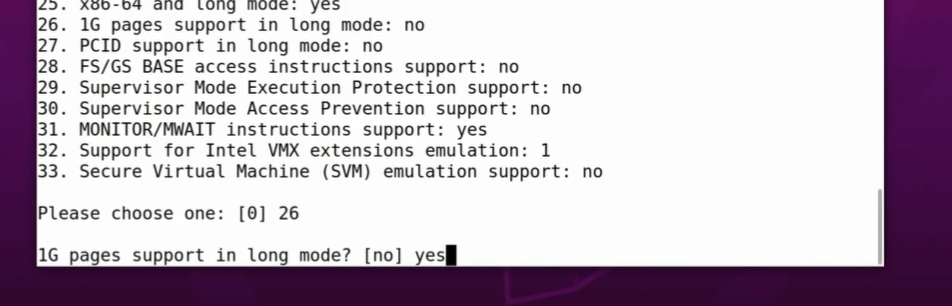 25. x86-64 and long mode: yes
26. 1G pages support in long mode: no
27. PCID support in long mode: no
28. FS/GS BASE access instructions support: no
29. Supervisor Mode Execution Protection support: no
30. Supervisor Mode Access Prevention support: no
31. MONITOR/MWAIT instructions support: yes
32. Support for Intel VMX extensions emulation: 1
33. Secure Virtual Machine (SVM) emulation support: no
Please choose one: [0] 26
1G pages support in long mode? [no] yes